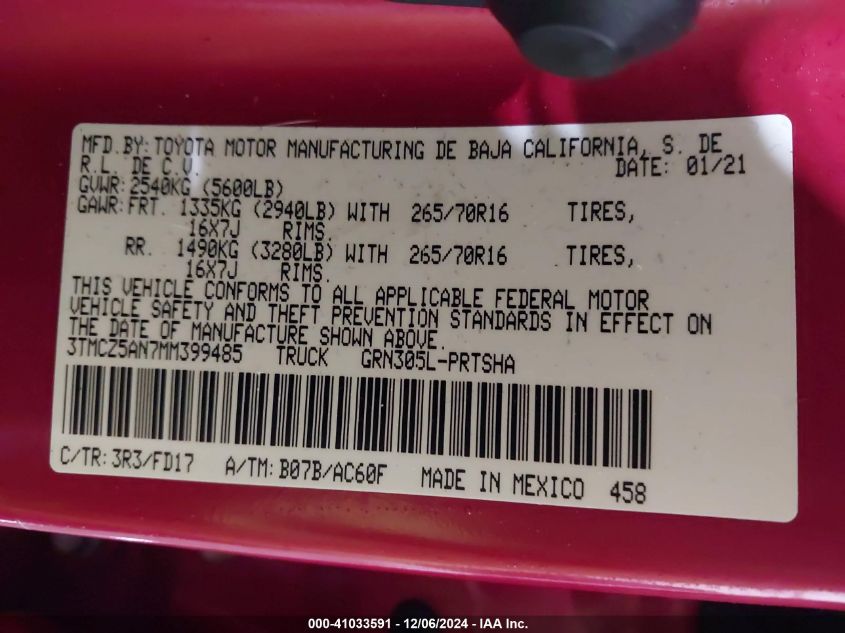 MFD.BY:TOYOTA MOTOR MANUFACTURING DE BAJA CALIFORNIA, S. DE
R.L. DE C.V. DATE: 01/21
GVWR:2540KG (5600LB)
GAWR:FRT. 1335KG (2940LB) WITH 265/70R16 TIRES,
16X7J RIMS.
RR. 1490KG (3280LB) WITH 265/70R16 TIRES,
16X7J RIMS.
THIS VEHICLE CONFORMS TO ALL APPLICABLE FEDERAL MOTOR
VEHICLE SAFETY AND THEFT PREVENTION STANDARDS IN EFFECT ON
THE DATE OF MANUFACTURE SHOWN ABOVE.
3TMCZ5AN7MM399485 TRUCK GRN305L-PRTSHA
C/TR:3R3/FD17 A/TM:B07B/AC60F MADE IN MEXICO 458
000-41033591 - 12/06/2024 - IAA Inc.